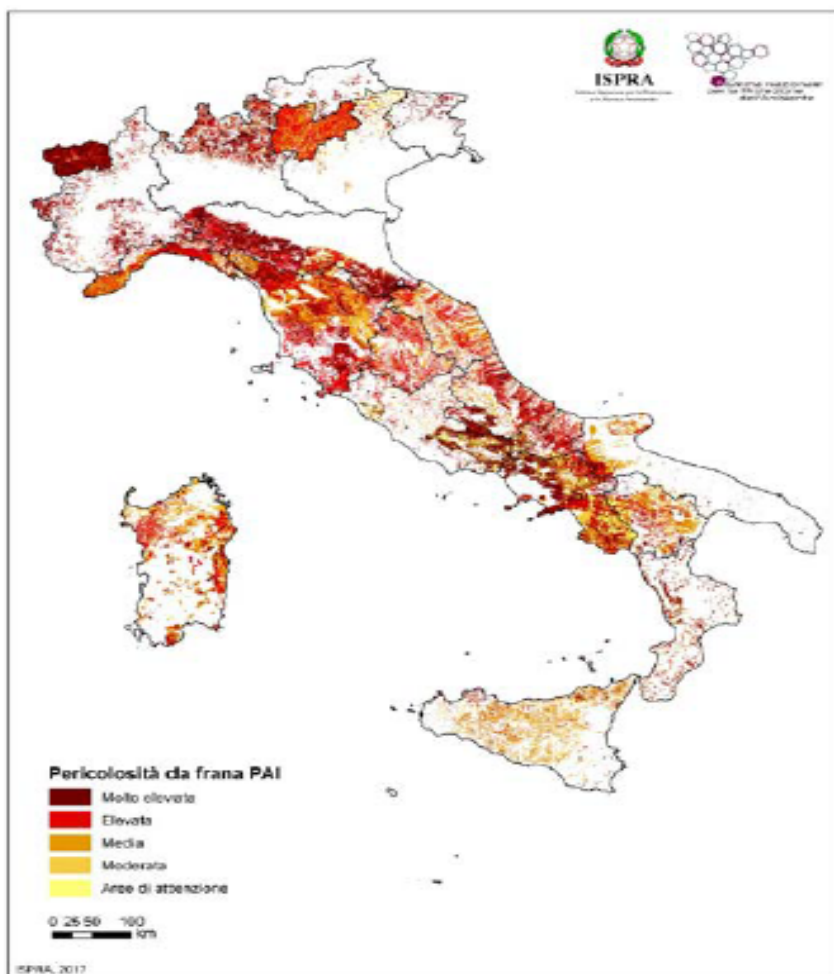 ISPRA
Pericolosità da frana PAI
Molto elevata
Elevata
Media
Moderata
Aree di attenzione
0 25 50 100
km
ISPRA, 2017